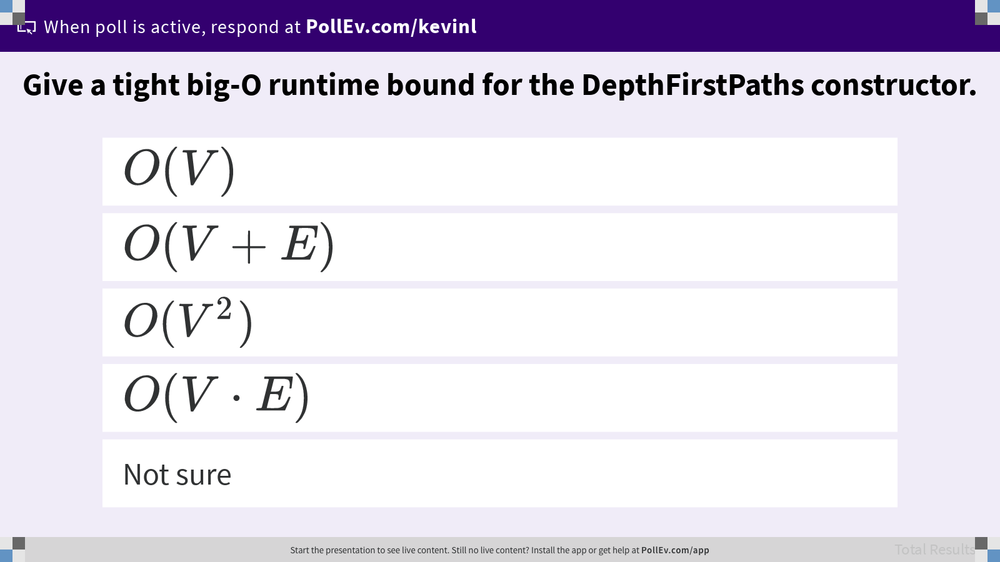 When poll is active, respond at PollEv.com/kevinl
Give a tight big-O runtime bound for the DepthFirstPaths constructor.
O(V)
O(V + E)
O(V²)
O(V · E)
Not sure
Start the presentation to see live content. Still no live content? Install the app or get help at PollEv.com/app
Total Results